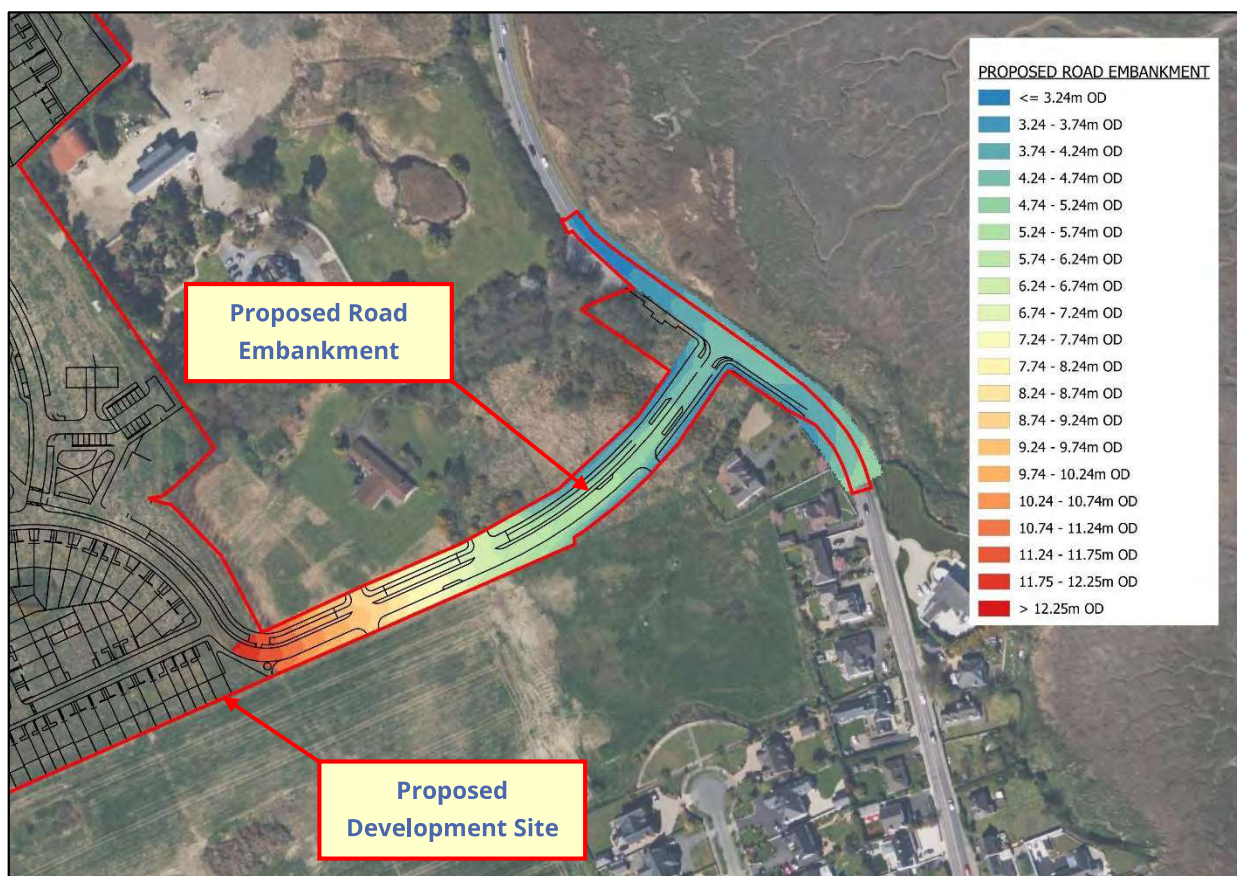 PROPOSED ROAD EMBANKMENT
<= 3.24m OD
3.24 - 3.74m OD
3.74 - 4.24m OD
4.24 - 4.74m OD
4.74 - 5.24m OD
5.24 - 5.74m OD
5.74 - 6.24m OD
6.24 - 6.74m OD
6.74 - 7.24m OD
7.24 - 7.74m OD
7.74 - 8.24m OD
8.24 - 8.74m OD
8.74 - 9.24m OD
9.24 - 9.74m OD
9.74 - 10.24m OD
10.24 - 10.74m OD
10.74 - 11.24m OD
11.24 - 11.75m OD
11.75 - 12.25m OD
> 12.25m OD
Proposed Road
Embankment
Proposed
Development Site